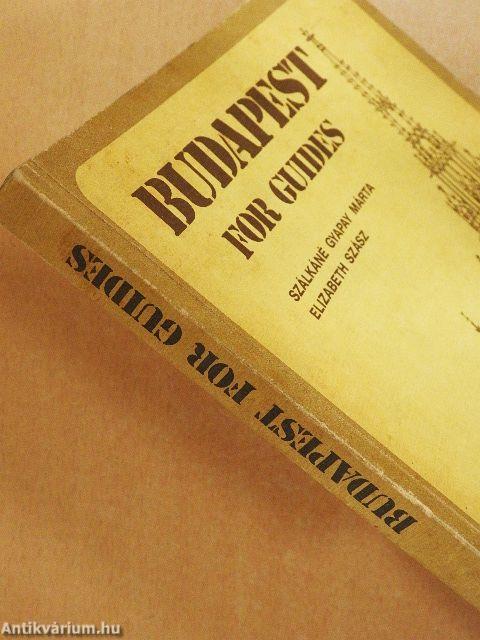 BUDAPEST
FOR GUIDES
SZÁLKÁNÉ GYAPAY MÁRTA
ELIZABETH SZÁSZ
BUDAPEST FOR GUIDES
Antikvárium.hu